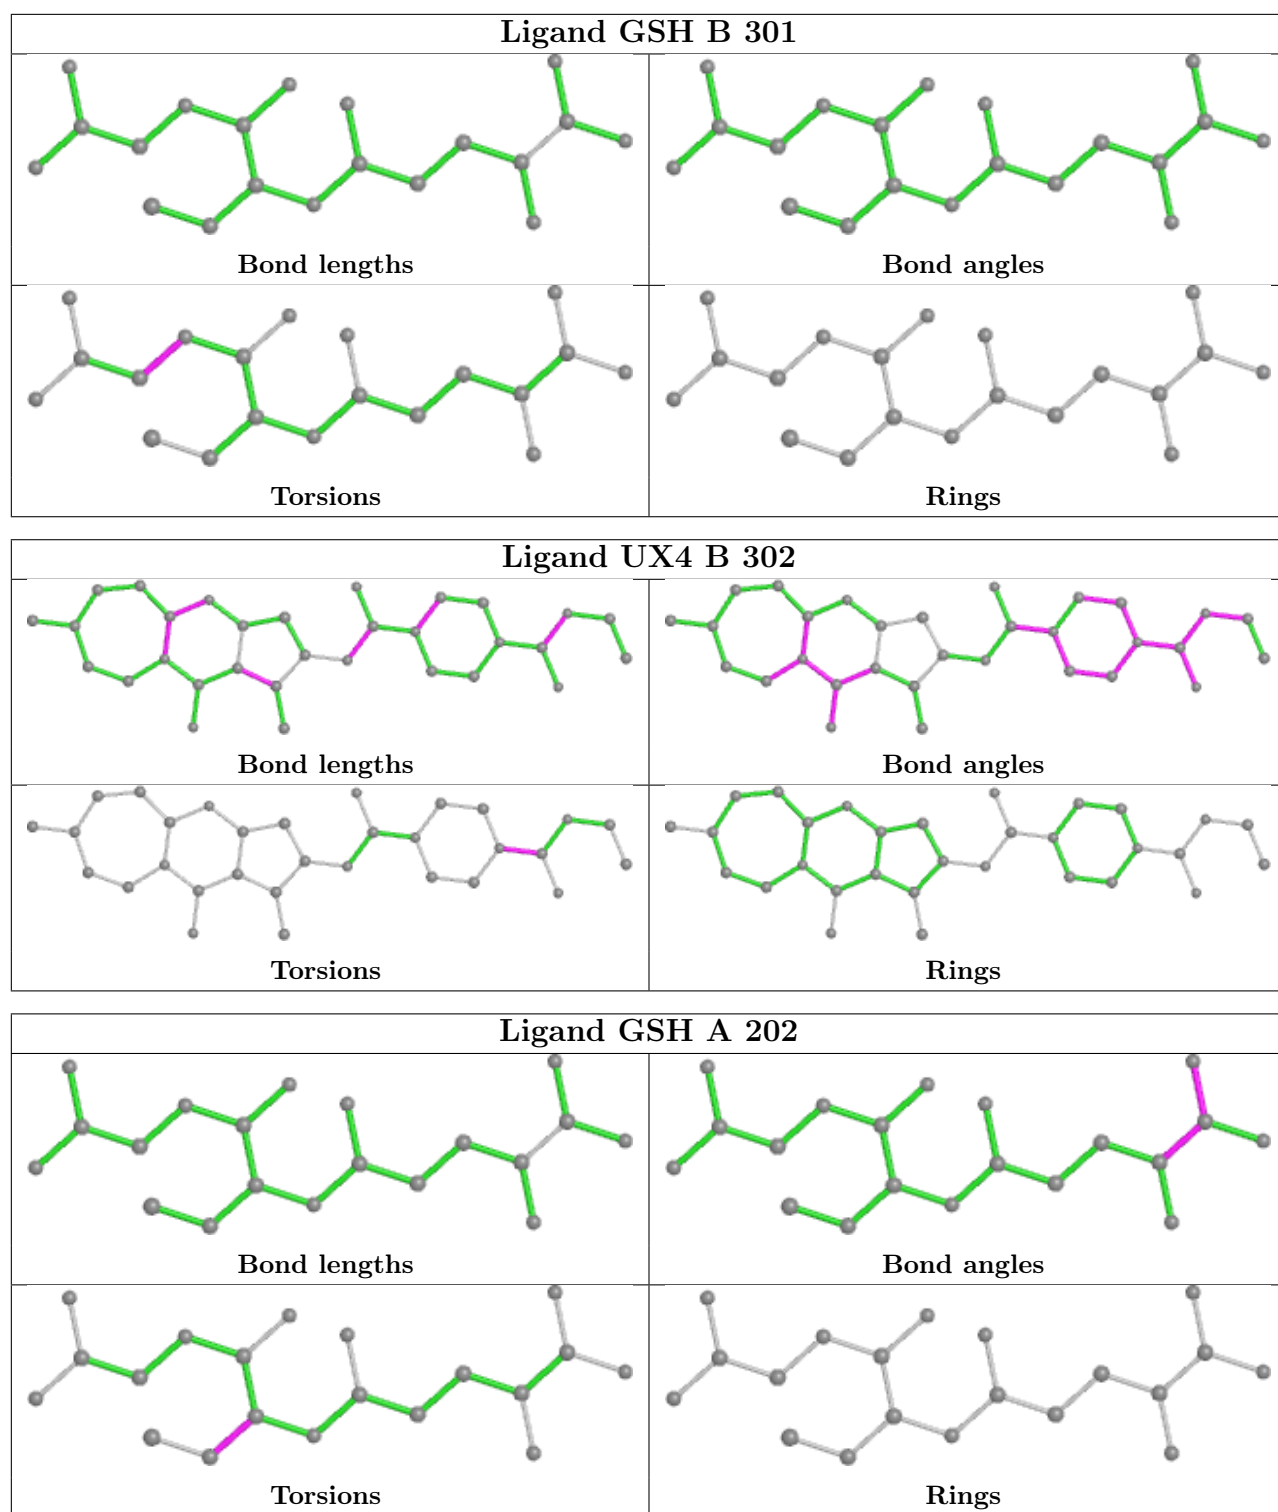 Ligand GSH B 301
Bond lengths
Bond angles
Torsions
Rings
Ligand UX4 B 302
Bond lengths
Bond angles
Torsions
Rings
Ligand GSH A 202
Bond lengths
Bond angles
Torsions
Rings